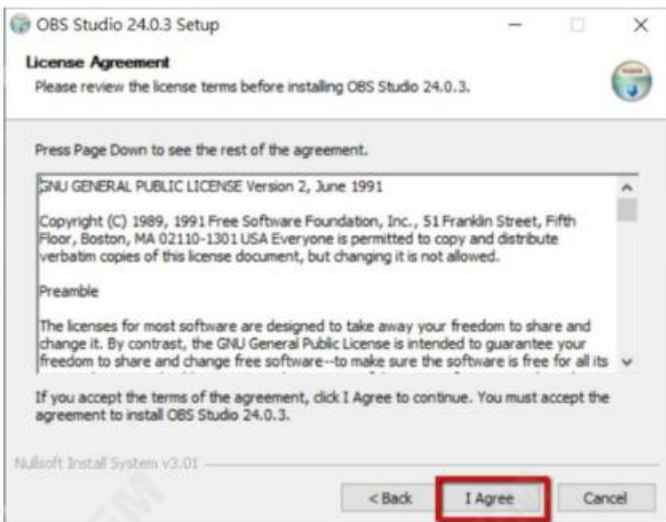 OBS Studio 24.0.3 Setup
License Agreement
Please review the license terms before installing OBS Studio 24.0.3.
Press Page Down to see the rest of the agreement.
GNU GENERAL PUBLIC LICENSE Version 2, June 1991
Copyright (C) 1989, 1991 Free Software Foundation, Inc., 51 Franklin Street, Fifth
Floor, Boston, MA 02110-1301 USA Everyone is permitted to copy and distribute
verbatim copies of this license document, but changing it is not allowed.
Preamble
The licenses for most software are designed to take away your freedom to share and
change it. By contrast, the GNU General Public License is intended to guarantee your
freedom to share and change free software--to make sure the software is free for all its
If you accept the terms of the agreement, click I Agree to continue. You must accept the
agreement to install OBS Studio 24.0.3.
Nullsoft Install System v3.01
< Back
I Agree
Cancel